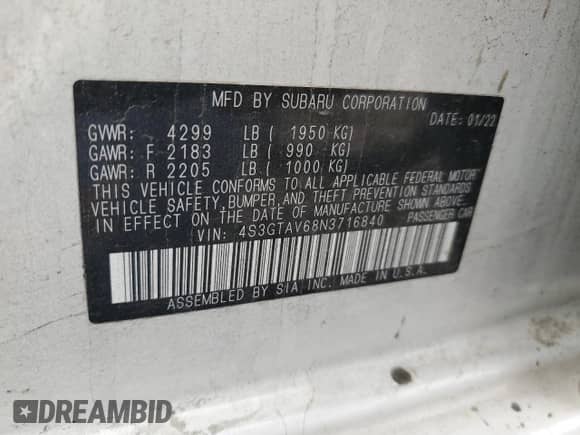 MFD BY SUBARU CORPORATION
DATE: 01/22
GVWR: 4299 LB ( 1950 KG)
GAWR: F 2183 LB ( 990 KG)
GAWR: R 2205 LB ( 1000 KG)
THIS VEHICLE CONFORMS TO ALL APPLICABLE FEDERAL MOTOR
VEHICLE SAFETY, BUMPER, AND THEFT PREVENTION STANDARDS
IN EFFECT ON THE DATE OF MANUFACTURE SHOWN ABOVE.
VIN: 4S3GTAV68N3716840 PASSENGER CAR
ASSEMBLED BY SIA, INC. MADE IN U.S.A.
DREAMBID